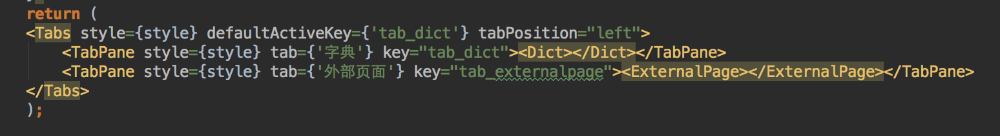 return (
<Tabs style={style} defaultActiveKey={'tab_dict'} tabPosition="left">
<TabPane style={style} tab={'字典'} key="tab_dict"><Dict></Dict></TabPane>
<TabPane style={style} tab={'外部页面'} key="tab_externalpage"><ExternalPage></ExternalPage></TabPane>
</Tabs>
);